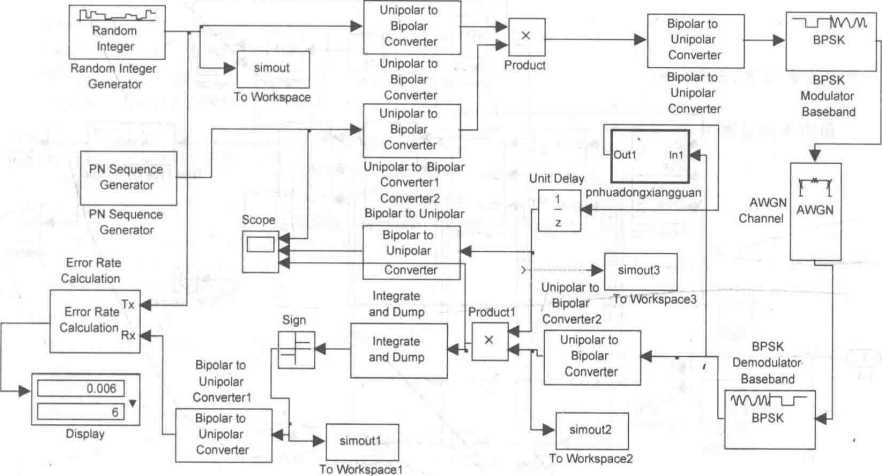 Random
Integer
Random Integer
Generator
simout
To Workspace
Unipolar to
Bipolar
Converter
Unipolar to
Bipolar
Converter
×
Product
Bipolar to
Unipolar
Converter
Bipolar to
Unipolar
Converter
BPSK
BPSK
Modulator
Baseband
PN Sequence
Generator
PN Sequence
Generator
Unipolar to
Bipolar
Converter
Unipolar to Bipolar
Converter1
Converter2
Bipolar to Unipolar
Bipolar to
Unipolar
Converter
Scope
Out1
In1
pnhuadongxiangguan
Unit Delay
1
z
AWGN
Channel
AWGN
simout3
To Workspace3
Unipolar to
Bipolar
Converter2
Unipolar to
Bipolar
Converter
Error Rate
Calculation
Error Rate
Calculation
Tx
Rx
Integrate
and Dump
Integrate
and Dump
Product1
×
Sign
BPSK
Demodulator
Baseband
BPSK
0.006
6
Display
Bipolar to
Unipolar
Converter1
Bipolar to
Unipolar
Converter
simout1
To Workspace1
simout2
To Workspace2